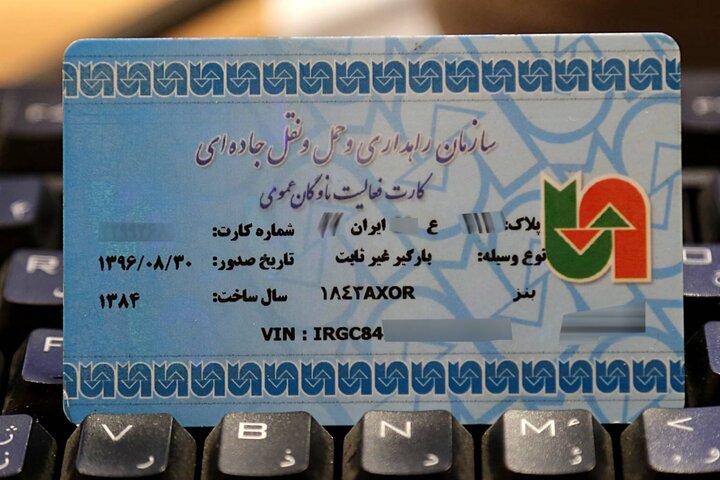 سازمان راهداری و حمل و نقل جاده ای
کارت فعالیت ناوگان عمومی
پلاک: ع ایران شماره کارت:
نوع وسیله: بارگیر غیر ثابت تاریخ صدور: ۱۳۹۶/۰۸/۳۰
بنز ۱۸۴۳AXOR سال ساخت: ۱۳۸۴
VIN : IRGC84
R
F
V ر
B ذ
N د
M ئ
<